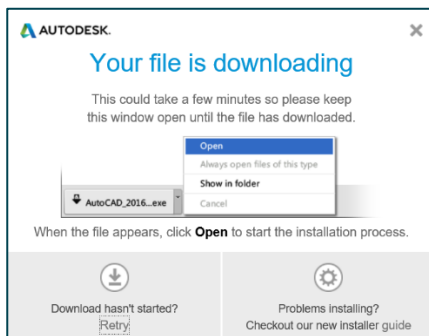 AUTODESK.
Your file is downloading
This could take a few minutes so please keep
this window open until the file has downloaded.
Open
Always open files of this type
Show in folder
Cancel
AutoCAD_2016...exe
When the file appears, click Open to start the installation process.
Download hasn't started?
Retry
Problems installing?
Checkout our new installer guide